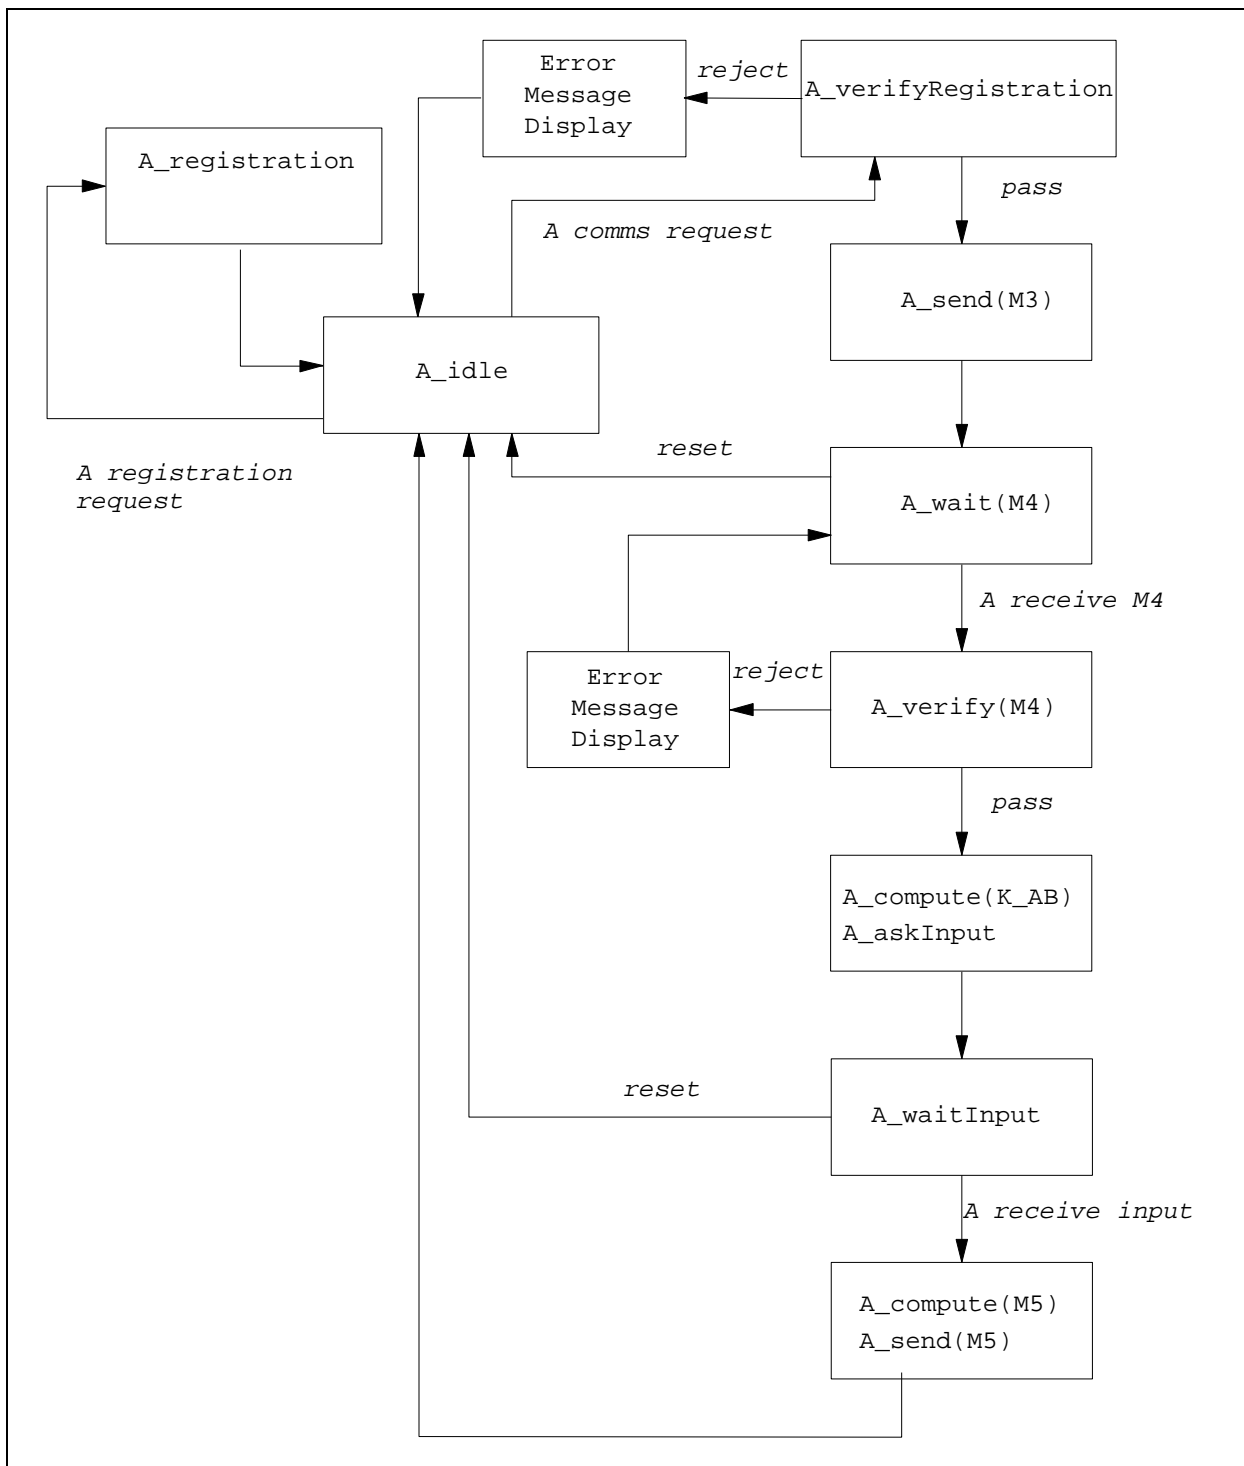 Error
Message
Display
reject
A_verifyRegistration
A_registration
pass
A comms request
A_send(M3)
A_idle
reset
A registration
request
A_wait(M4)
A receive M4
Error
Message
Display
reject
A_verify(M4)
pass
A_compute(K_AB)
A_askInput
reset
A_waitInput
A receive input
A_compute(M5)
A_send(M5)